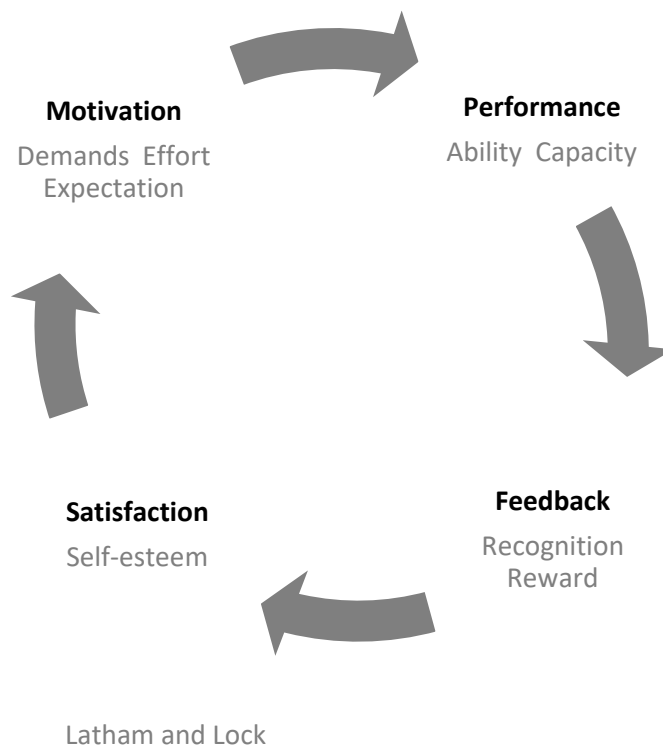 Motivation
Demands Effort
Expectation
Performance
Ability Capacity
Feedback
Recognition
Reward
Satisfaction
Self-esteem
Latham and Lock